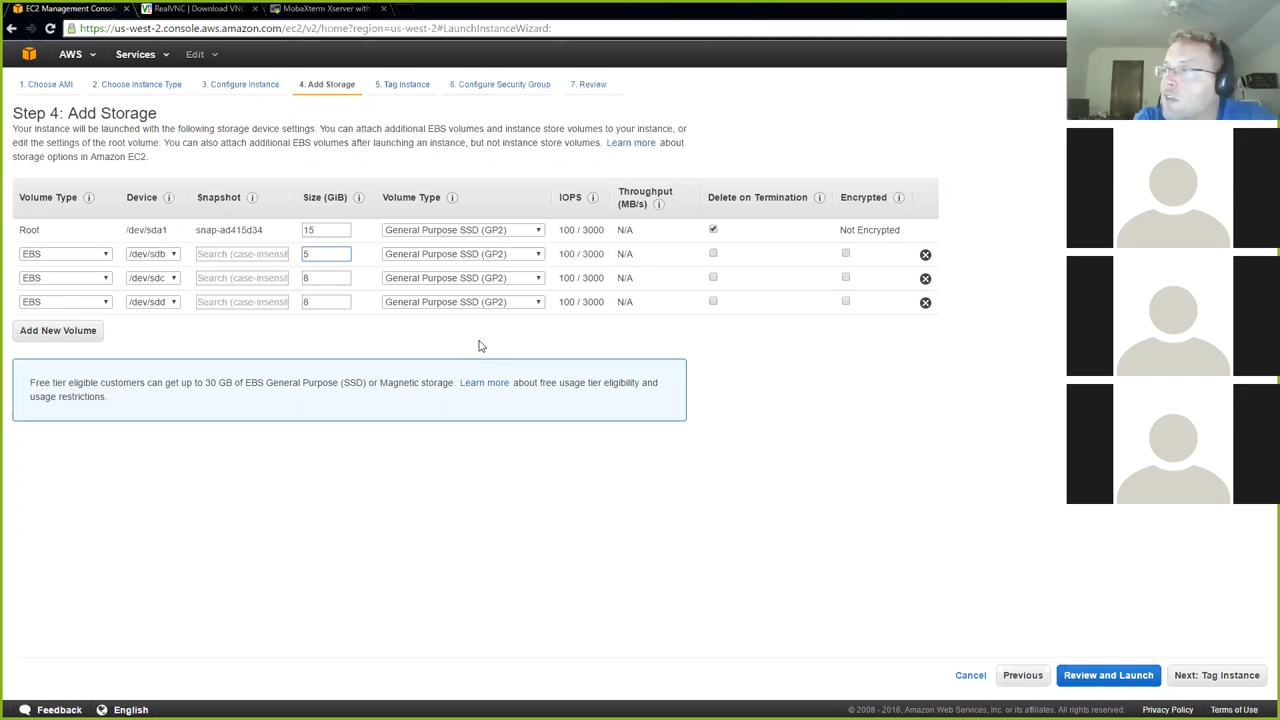 EC2 Management Conso
RealVNC | Download VNC
MobaXterm Xserver with
https://us-west-2.console.aws.amazon.com/ec2/v2/home?region=us-west-2#LaunchInstanceWizard:
AWS Services Edit
1. Choose AMI 2. Choose Instance Type 3. Configure Instance 4. Add Storage 5. Tag Instance 6. Configure Security Group 7. Review
Step 4: Add Storage
Your instance will be launched with the following storage device settings. You can attach additional EBS volumes and instance store volumes to your instance, or
edit the settings of the root volume. You can also attach additional EBS volumes after launching an instance, but not instance store volumes. Learn more about
storage options in Amazon EC2.
Volume Type i Device i Snapshot i Size (GiB) i Volume Type i IOPS i Throughput (MB/s) i Delete on Termination i Encrypted i
Root /dev/sda1 snap-ad415d34 15 General Purpose SSD (GP2) 100 / 3000 N/A Not Encrypted
EBS /dev/sdb Search (case-insensit 5 General Purpose SSD (GP2) 100 / 3000 N/A
EBS /dev/sdc Search (case-insensit 8 General Purpose SSD (GP2) 100 / 3000 N/A
EBS /dev/sdd Search (case-insensit 8 General Purpose SSD (GP2) 100 / 3000 N/A
Add New Volume
Free tier eligible customers can get up to 30 GB of EBS General Purpose (SSD) or Magnetic storage. Learn more about free usage tier eligibility and
usage restrictions.
Cancel Previous Review and Launch Next: Tag Instance
Feedback English © 2008 - 2016, Amazon Web Services, Inc. or its affiliates. All rights reserved. Privacy Policy Terms of Use